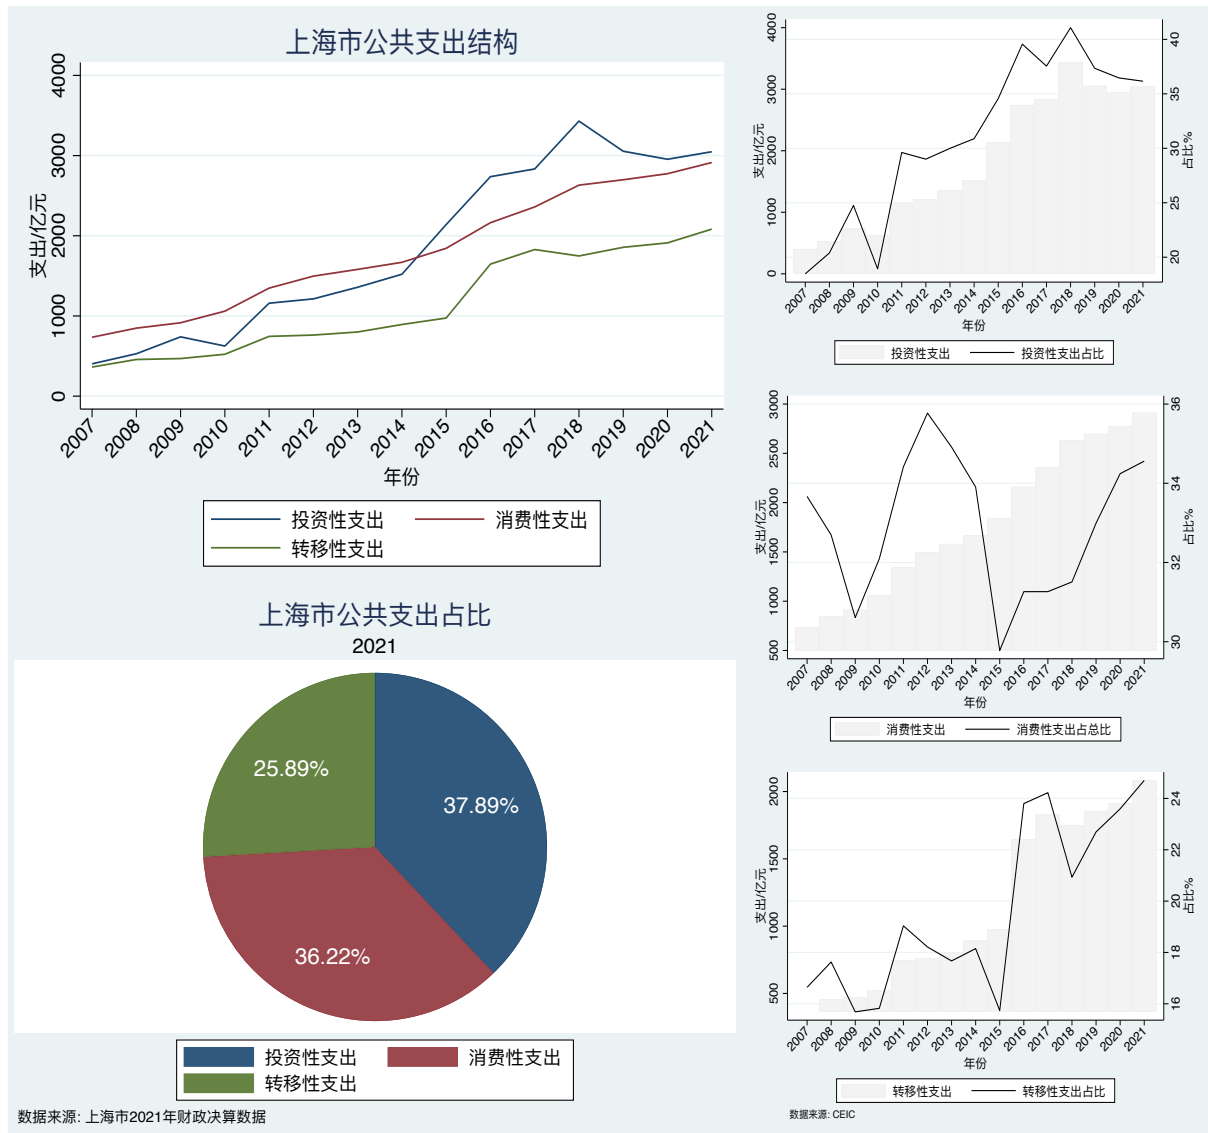 上海市公共支出结构
支出/亿元
4000
3000
2000
1000
0
2007 2008 2009 2010 2011 2012 2013 2014 2015 2016 2017 2018 2019 2020 2021
年份
投资性支出 消费性支出
转移性支出
上海市公共支出占比
2021
25.89%
37.89%
36.22%
投资性支出 消费性支出
转移性支出
数据来源: 上海市2021年财政决算数据
支出/亿元
4000
3000
2000
1000
0
占比%
40
35
30
25
20
2007 2008 2009 2010 2011 2012 2013 2014 2015 2016 2017 2018 2019 2020 2021
年份
投资性支出 投资性支出占比
支出/亿元
3000
2500
2000
1500
1000
500
占比%
36
34
32
30
2007 2008 2009 2010 2011 2012 2013 2014 2015 2016 2017 2018 2019 2020 2021
年份
消费性支出 消费性支出占总比
支出/亿元
2000
1500
1000
500
占比%
24
22
20
18
16
2007 2008 2009 2010 2011 2012 2013 2014 2015 2016 2017 2018 2019 2020 2021
年份
转移性支出 转移性支出占比
数据来源: CEIC